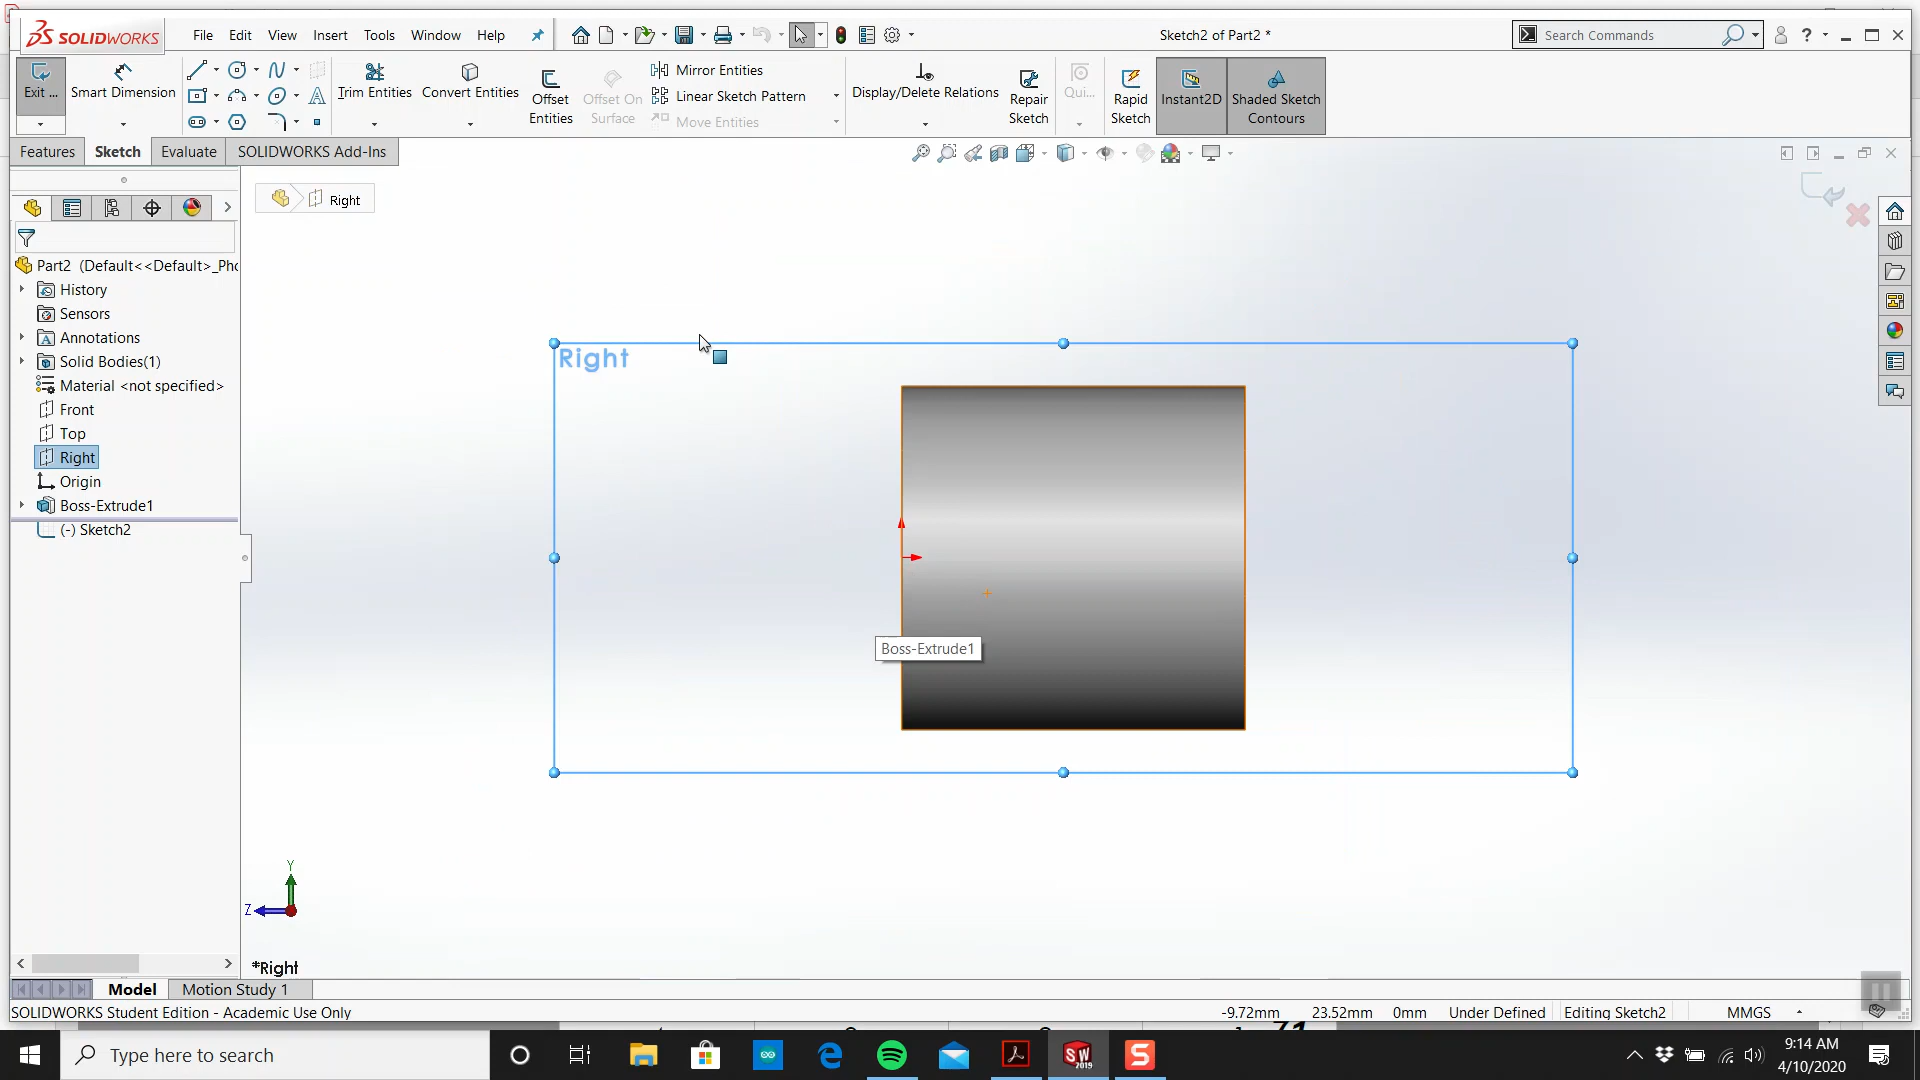 SOLIDWORKS File Edit View Insert Tools Window Help Sketch2 of Part2 * Search Commands ?
Exit ... Smart Dimension Trim Entities Convert Entities Offset Entities Offset On Surface Mirror Entities Linear Sketch Pattern Move Entities Display/Delete Relations Repair Sketch Qui... Rapid Sketch Instant2D Shaded Sketch Contours
Features Sketch Evaluate SOLIDWORKS Add-Ins
Right
Part2 (Default<<Default>_Pho
History
Sensors
Annotations
Solid Bodies(1)
Material <not specified>
Front
Top
Right
Origin
Boss-Extrude1
(-) Sketch2
Right
Boss-Extrude1
Y
Z
*Right
Model Motion Study 1
SOLIDWORKS Student Edition - Academic Use Only -9.72mm 23.52mm 0mm Under Defined Editing Sketch2 MMGS
Type here to search SW 2019 S 9:14 AM
4/10/2020